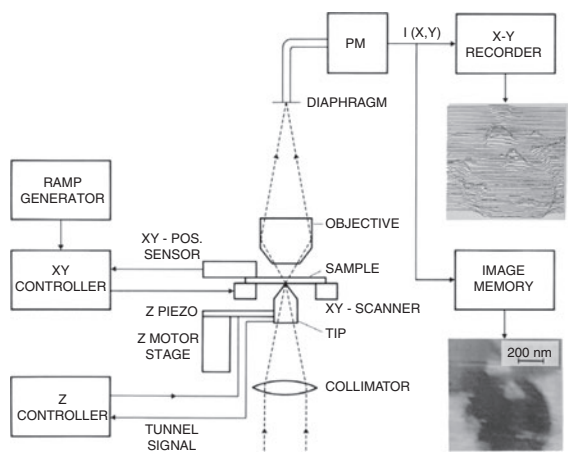 PM
I (X,Y)
X-Y
RECORDER
DIAPHRAGM
RAMP
GENERATOR
OBJECTIVE
XY - POS.
SENSOR
SAMPLE
XY
CONTROLLER
IMAGE
MEMORY
XY - SCANNER
Z PIEZO
TIP
Z MOTOR
STAGE
200 nm
COLLIMATOR
Z
CONTROLLER
TUNNEL
SIGNAL